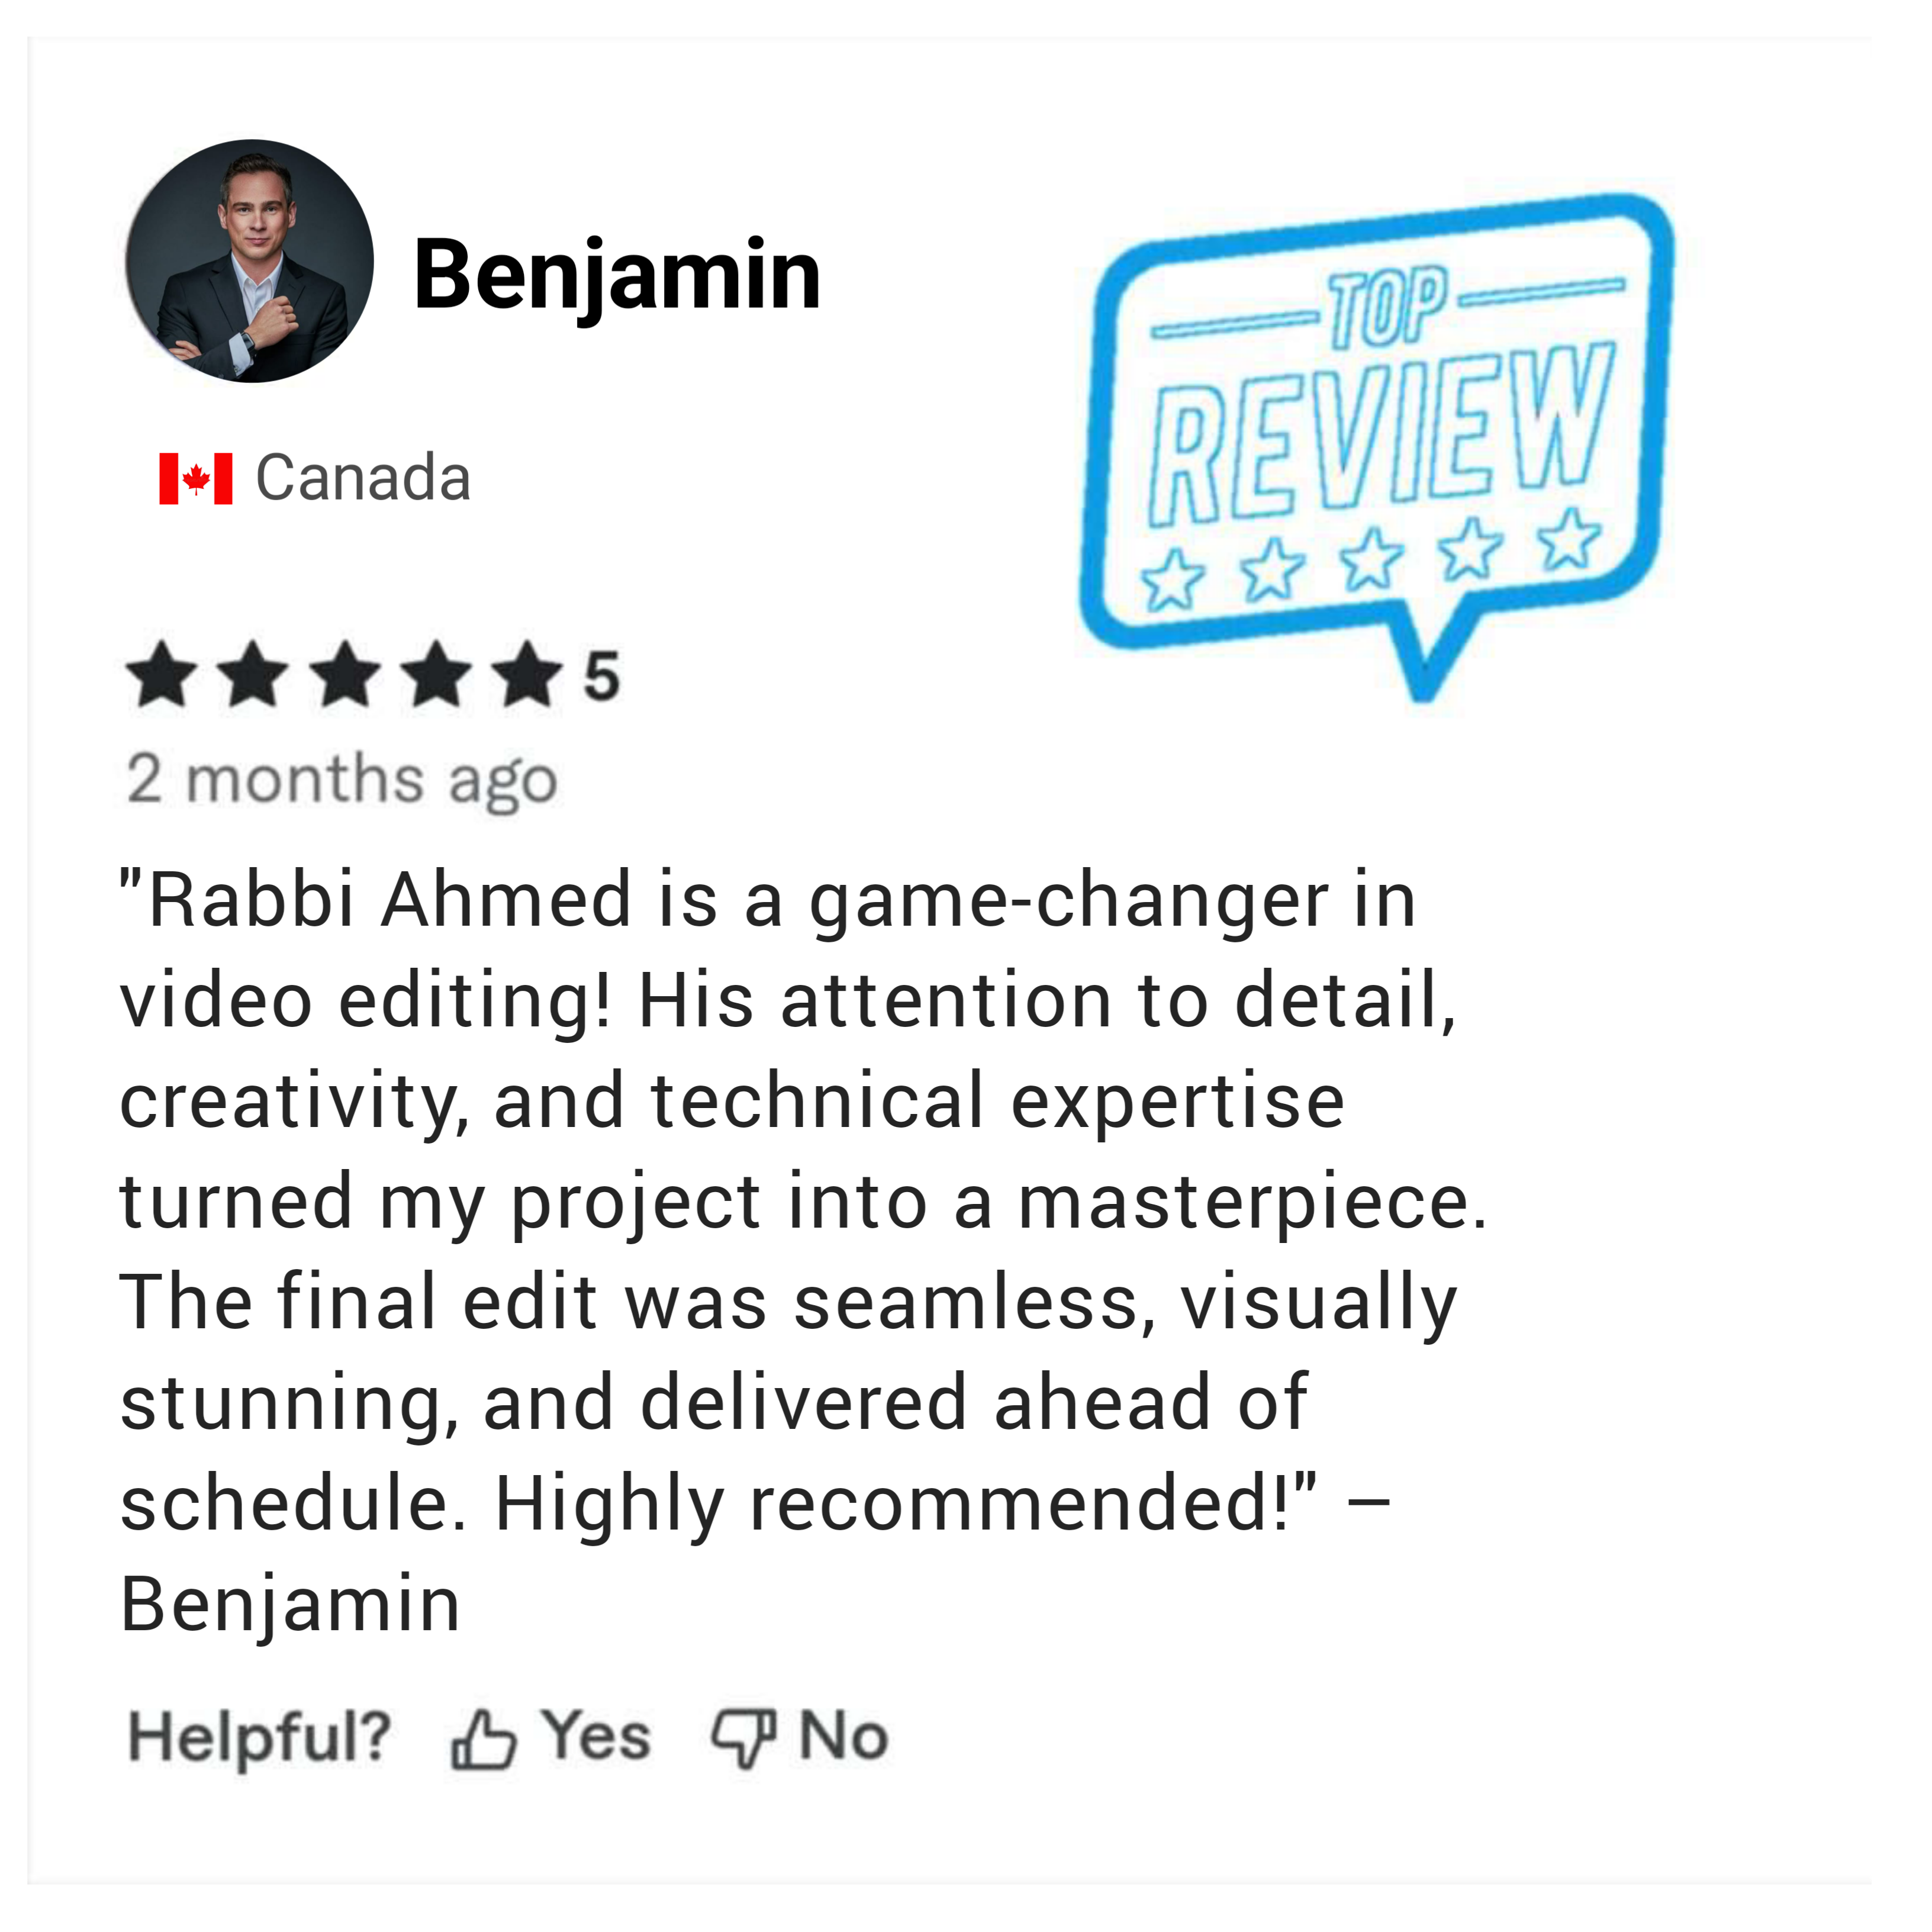 Benjamin
TOP
REVIEW
Canada
5
2 months ago
"Rabbi Ahmed is a game-changer in
video editing! His attention to detail,
creativity, and technical expertise
turned my project into a masterpiece.
The final edit was seamless, visually
stunning, and delivered ahead of
schedule. Highly recommended!" –
Benjamin
Helpful? Yes No